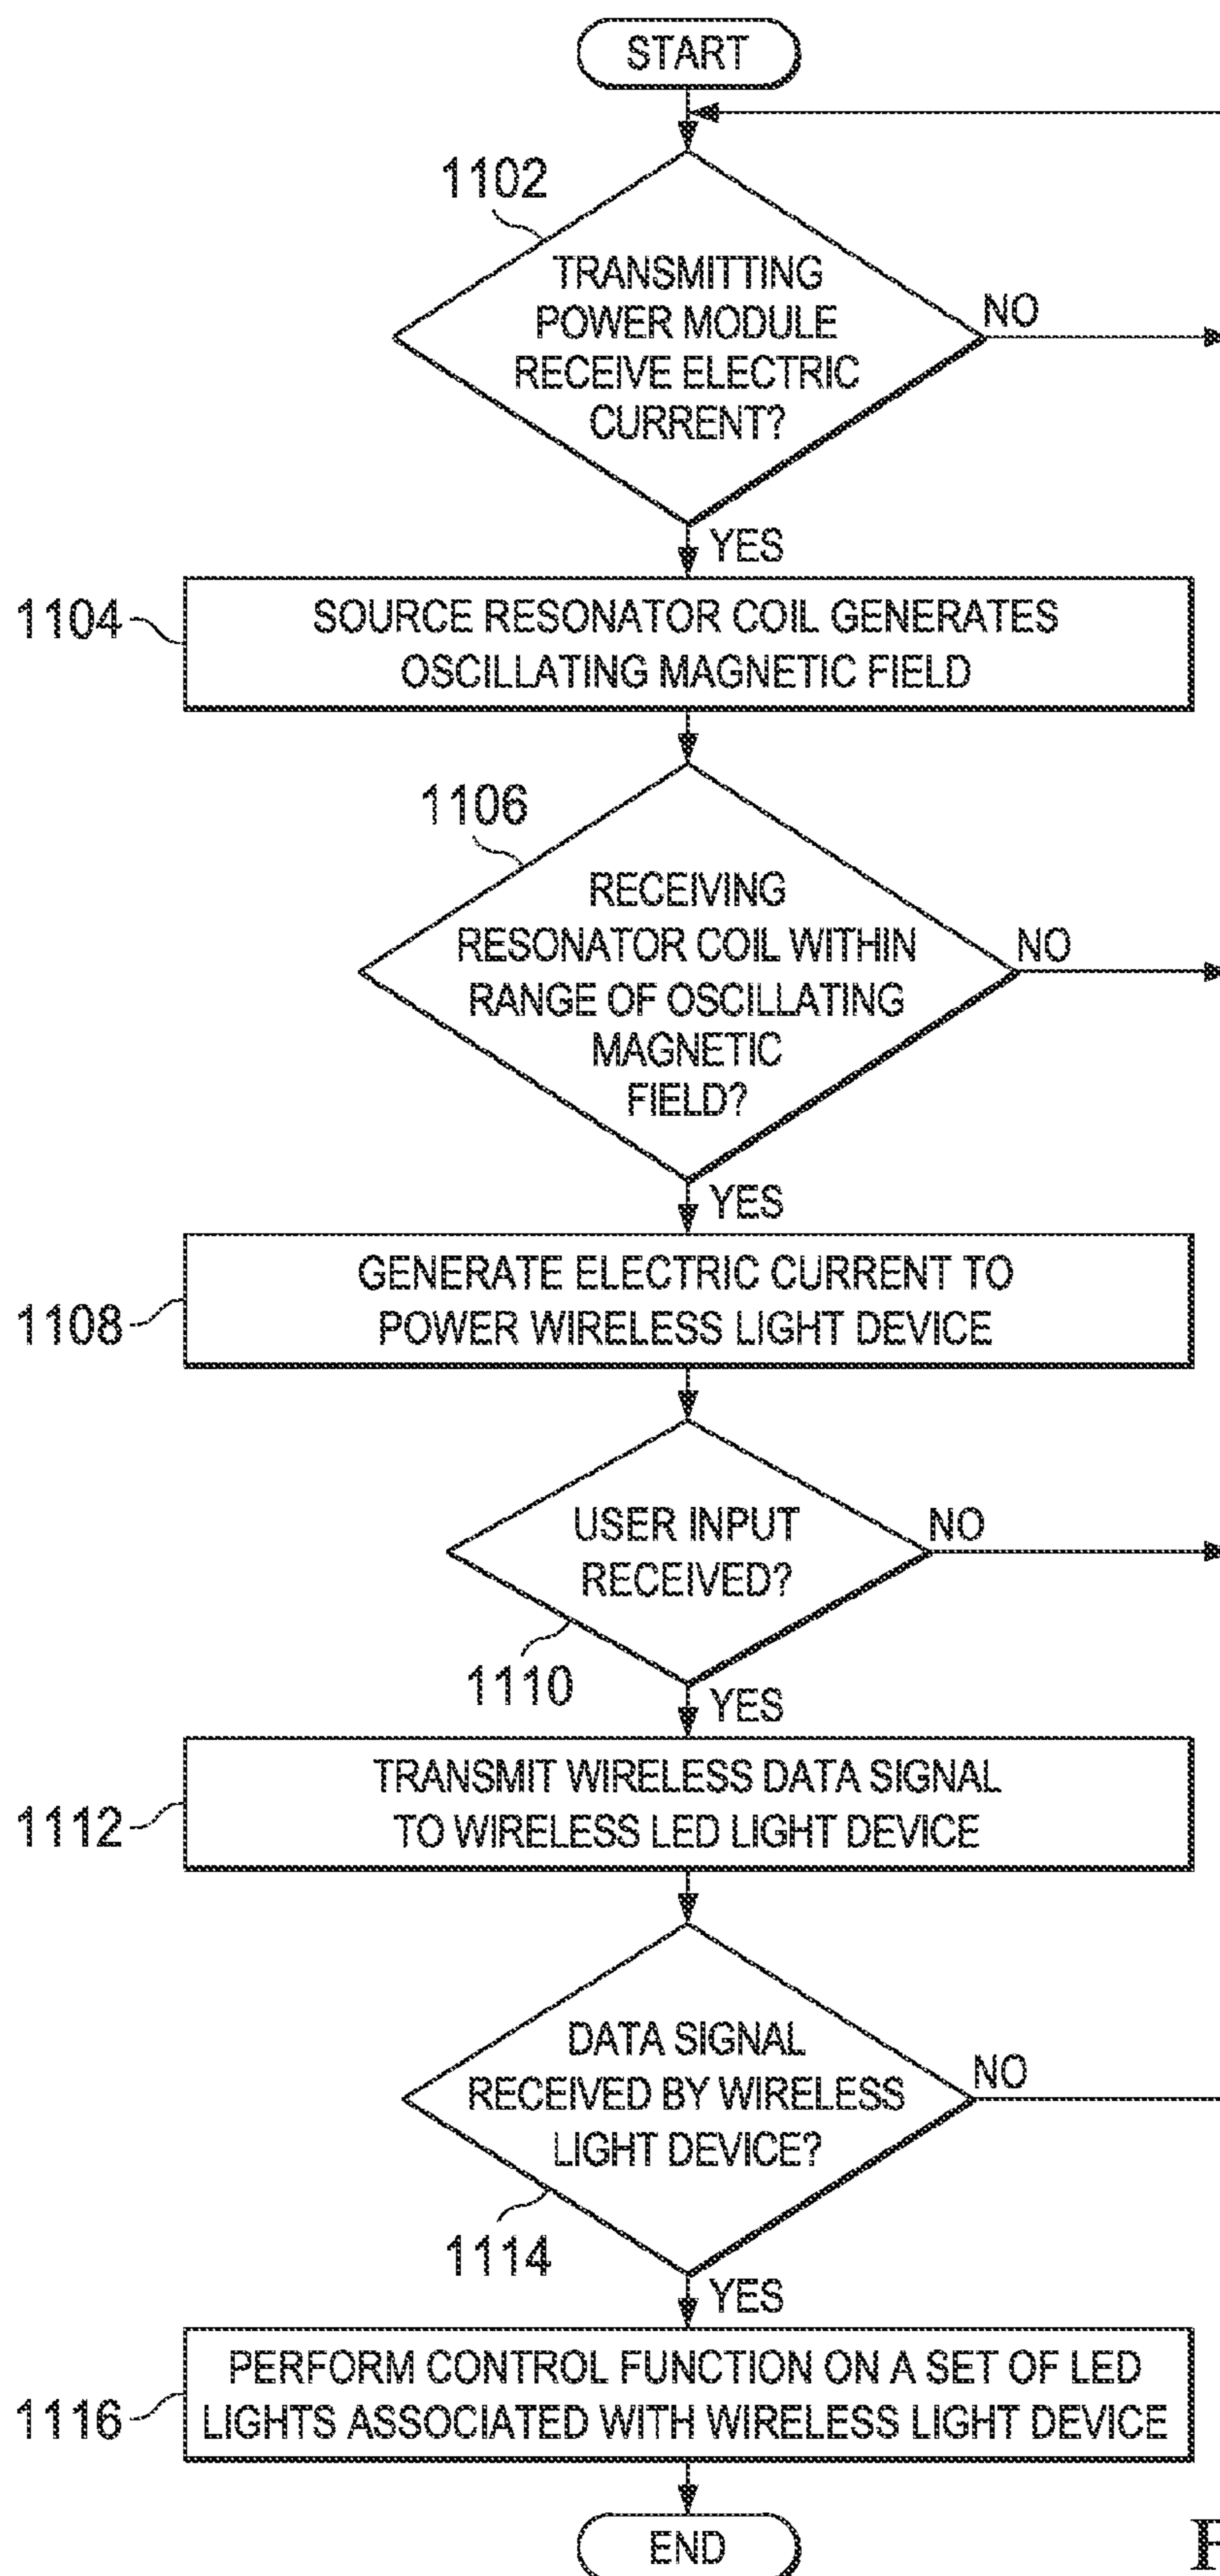 START
1102
TRANSMITTING
POWER MODULE
RECEIVE ELECTRIC
CURRENT?
NO
YES
1104
SOURCE RESONATOR COIL GENERATES
OSCILLATING MAGNETIC FIELD
1106
RECEIVING
RESONATOR COIL WITHIN
RANGE OF OSCILLATING
MAGNETIC
FIELD?
NO
YES
1108
GENERATE ELECTRIC CURRENT TO
POWER WIRELESS LIGHT DEVICE
USER INPUT
RECEIVED?
NO
1110
YES
1112
TRANSMIT WIRELESS DATA SIGNAL
TO WIRELESS LED LIGHT DEVICE
DATA SIGNAL
RECEIVED BY WIRELESS
LIGHT DEVICE?
NO
1114
YES
1116
PERFORM CONTROL FUNCTION ON A SET OF LED
LIGHTS ASSOCIATED WITH WIRELESS LIGHT DEVICE
END